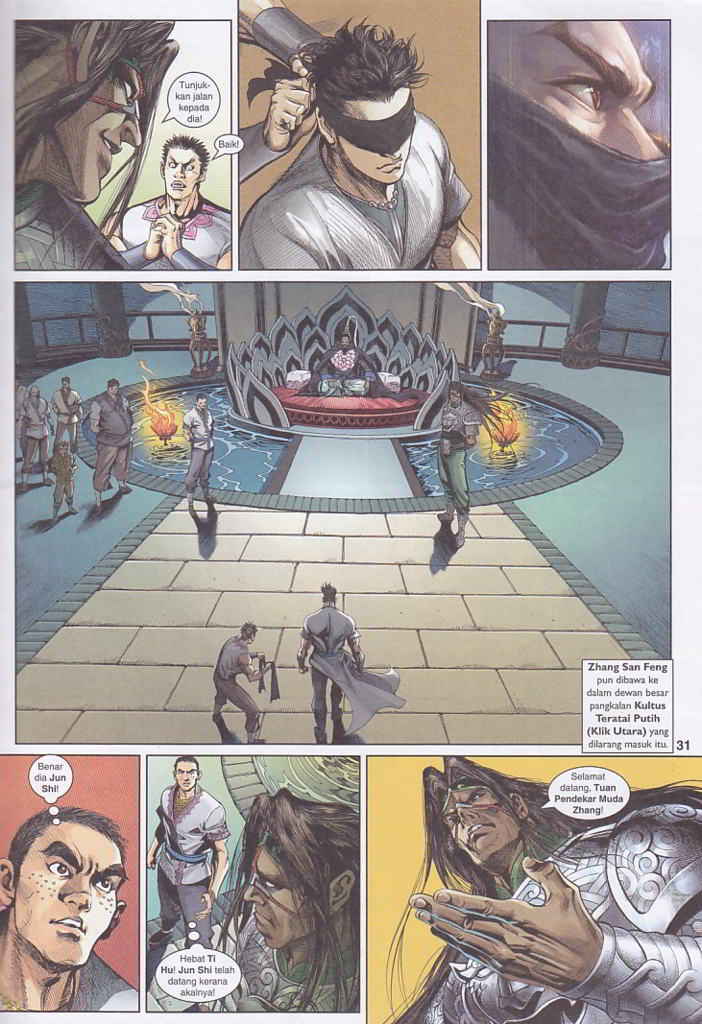 Tunjuk-
kan jalan
kepada
dia!
Baik!
Zhang San Feng
pun dibawa ke
dalam dewan besar
pangkalan Kultus
Teratai Putih
(Klik Utara) yang
dilarang masuk itu.
31
Benar
dia Jun
Shi!
Hebat Ti
Hu! Jun Shi telah
datang kerana
akalnya!
Selamat
datang, Tuan
Pendekar Muda
Zhang!